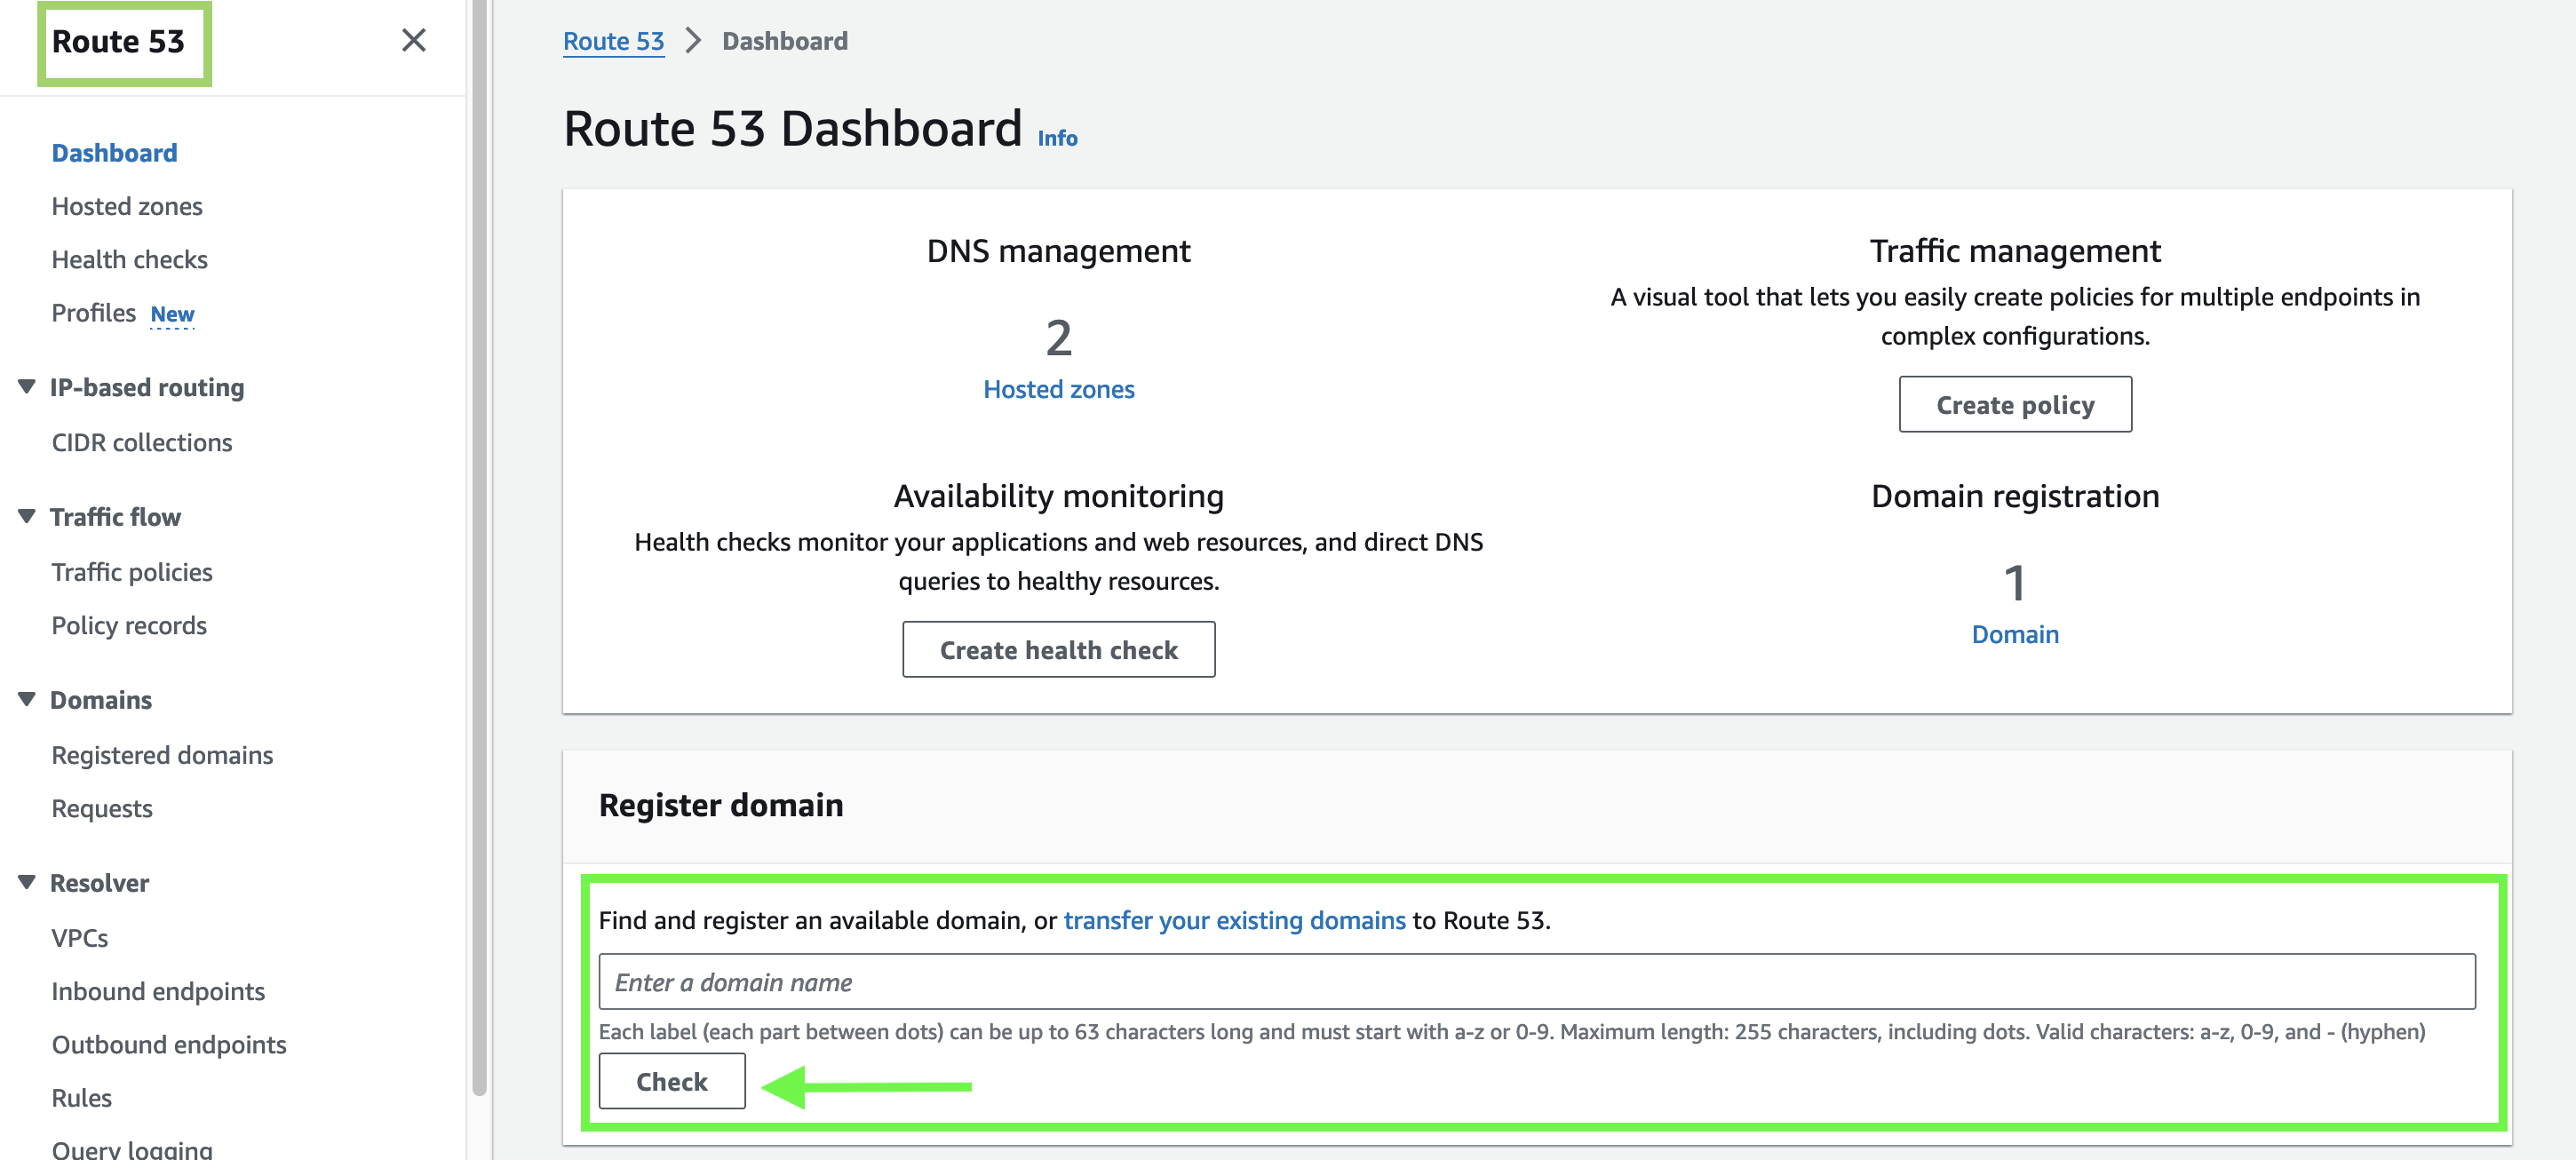 Route 53
Dashboard
Hosted zones
Health checks
Profiles New
IP-based routing
CIDR collections
Traffic flow
Traffic policies
Policy records
Domains
Registered domains
Requests
Resolver
VPCs
Inbound endpoints
Outbound endpoints
Rules
Query logging
Route 53 > Dashboard
Route 53 Dashboard Info
DNS management
2
Hosted zones
Traffic management
A visual tool that lets you easily create policies for multiple endpoints in
complex configurations.
Create policy
Availability monitoring
Health checks monitor your applications and web resources, and direct DNS
queries to healthy resources.
Create health check
Domain registration
1
Domain
Register domain
Find and register an available domain, or transfer your existing domains to Route 53.
Enter a domain name
Each label (each part between dots) can be up to 63 characters long and must start with a-z or 0-9. Maximum length: 255 characters, including dots. Valid characters: a-z, 0-9, and - (hyphen)
Check